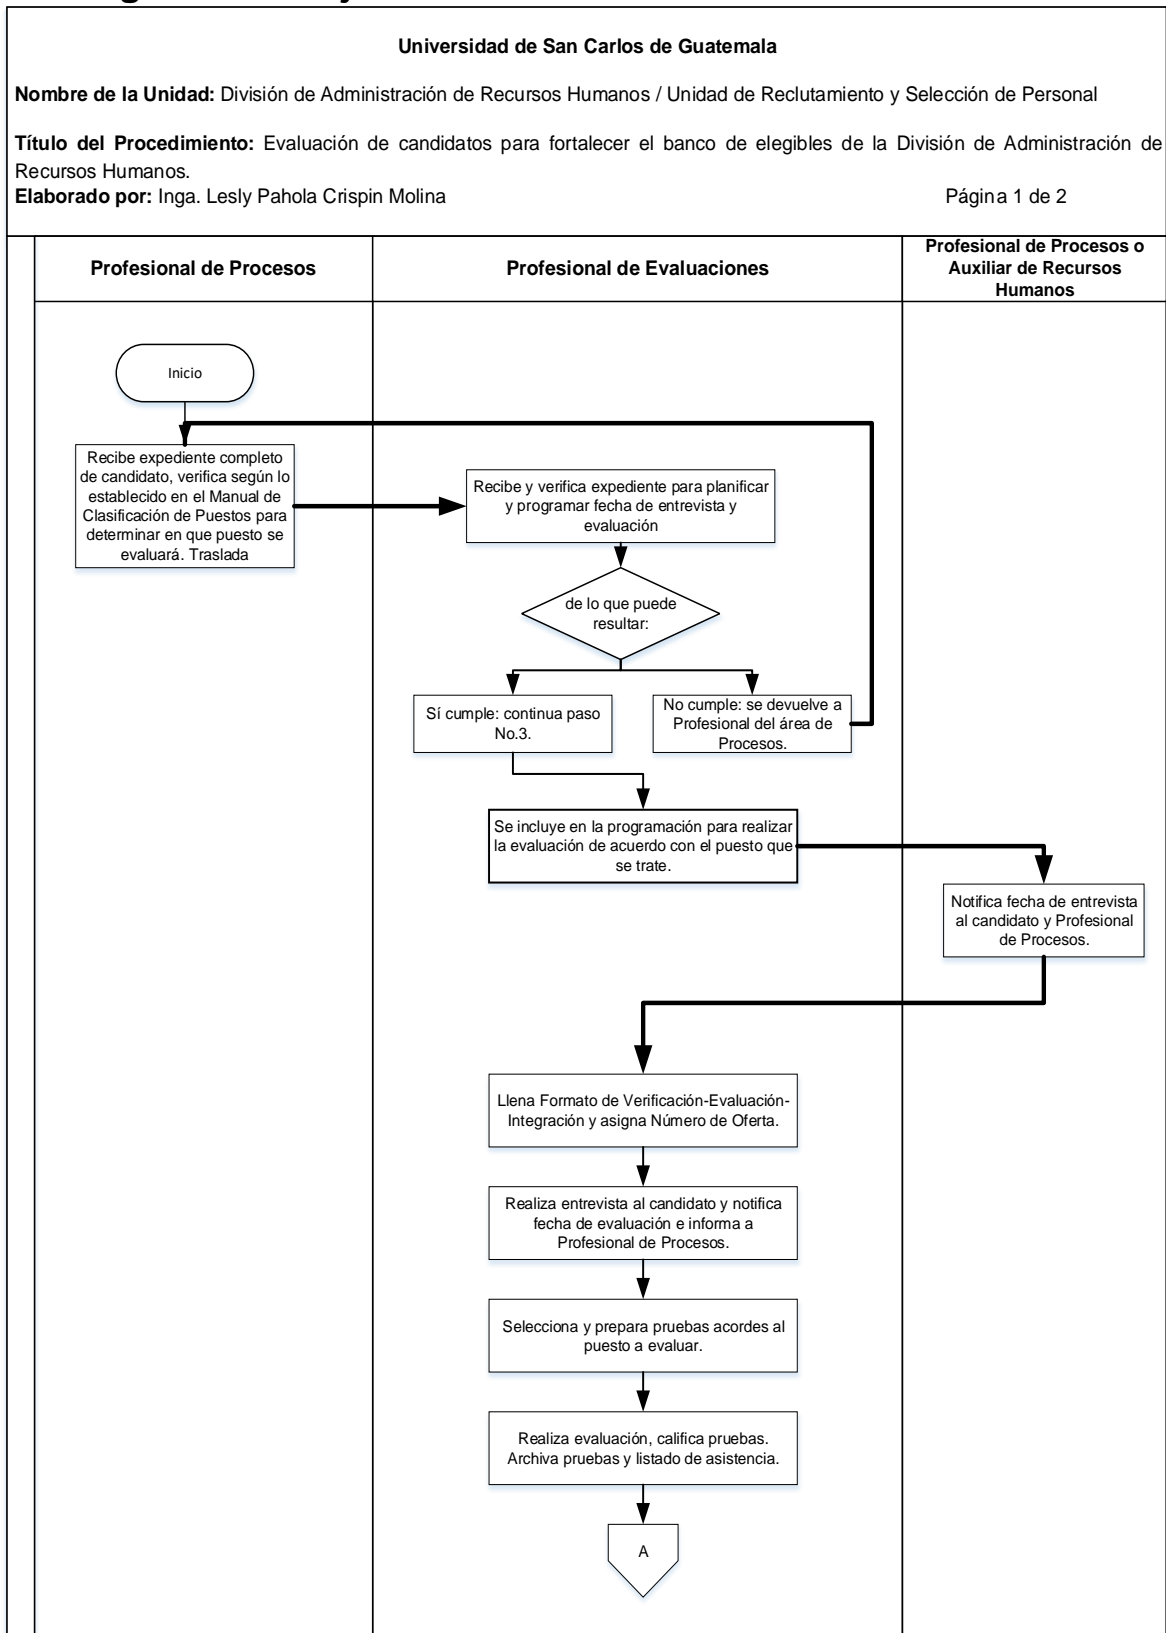 Universidad de San Carlos de Guatemala
Nombre de la Unidad: División de Administración de Recursos Humanos / Unidad de Reclutamiento y Selección de Personal
Título del Procedimiento: Evaluación de candidatos para fortalecer el banco de elegibles de la División de Administración de
Recursos Humanos.
Elaborado por: Inga. Lesly Pahola Crispin Molina
Página 1 de 2
Profesional de Procesos
Profesional de Evaluaciones
Profesional de Procesos o
Auxiliar de Recursos
Humanos
Inicio
Recibe expediente completo
de candidato, verifica según lo
establecido en el Manual de
Clasificación de Puestos para
determinar en que puesto se
evaluará. Traslada
Recibe y verifica expediente para planificar
y programar fecha de entrevista y
evaluación
de lo que puede
resultar:
Sí cumple: continua paso
No.3.
No cumple: se devuelve a
Profesional del área de
Procesos.
Se incluye en la programación para realizar
la evaluación de acuerdo con el puesto que
se trate.
Notifica fecha de entrevista
al candidato y Profesional
de Procesos.
Llena Formato de Verificación-Evaluación-
Integración y asigna Número de Oferta.
Realiza entrevista al candidato y notifica
fecha de evaluación e informa a
Profesional de Procesos.
Selecciona y prepara pruebas acordes al
puesto a evaluar.
Realiza evaluación, califica pruebas.
Archiva pruebas y listado de asistencia.
A